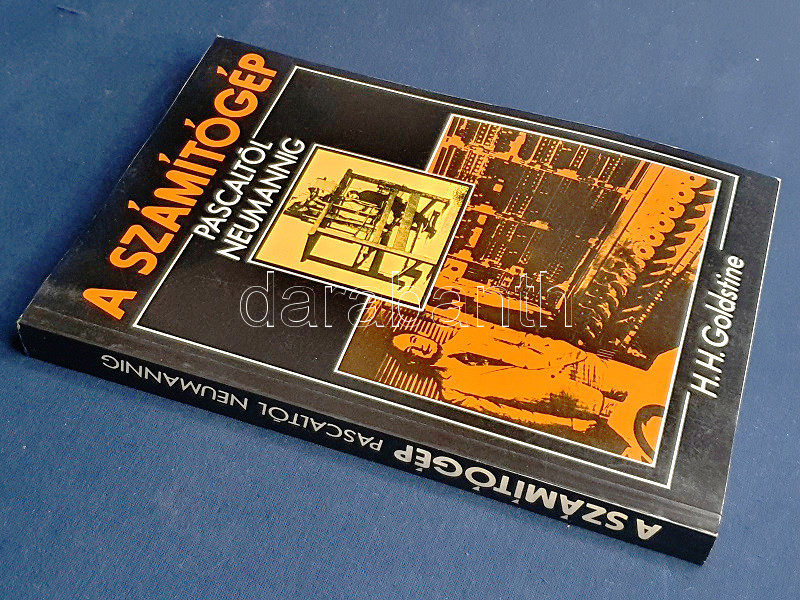 A SZÁMÍTÓGÉP
PASCALTÓL
NEUMANNIG
H.H. Goldstine
A SZÁMÍTÓGÉP PASCALTÓL NEUMANNIG
darabanth